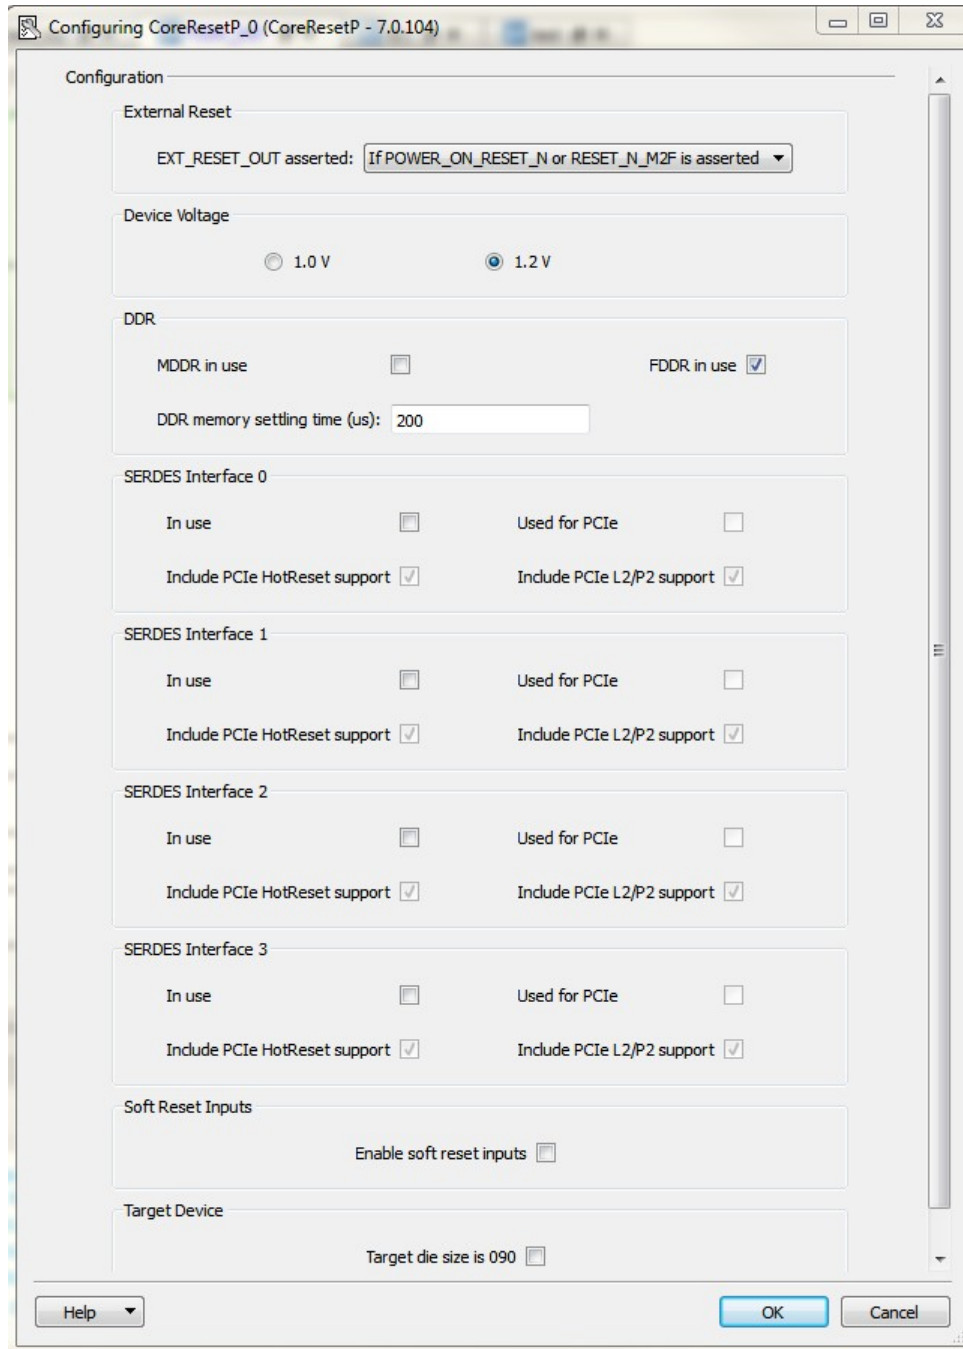 Configuring CoreResetP_0 (CoreResetP - 7.0.104)
Configuration
External Reset
EXT_RESET_OUT asserted: If POWER_ON_RESET_N or RESET_N_M2F is asserted
Device Voltage
1.0 V 1.2 V
DDR
MDDR in use FDDR in use
DDR memory settling time (us): 200
SERDES Interface 0
In use Used for PCIe
Include PCIe HotReset support Include PCIe L2/P2 support
SERDES Interface 1
In use Used for PCIe
Include PCIe HotReset support Include PCIe L2/P2 support
SERDES Interface 2
In use Used for PCIe
Include PCIe HotReset support Include PCIe L2/P2 support
SERDES Interface 3
In use Used for PCIe
Include PCIe HotReset support Include PCIe L2/P2 support
Soft Reset Inputs
Enable soft reset inputs
Target Device
Target die size is 090
Help OK Cancel